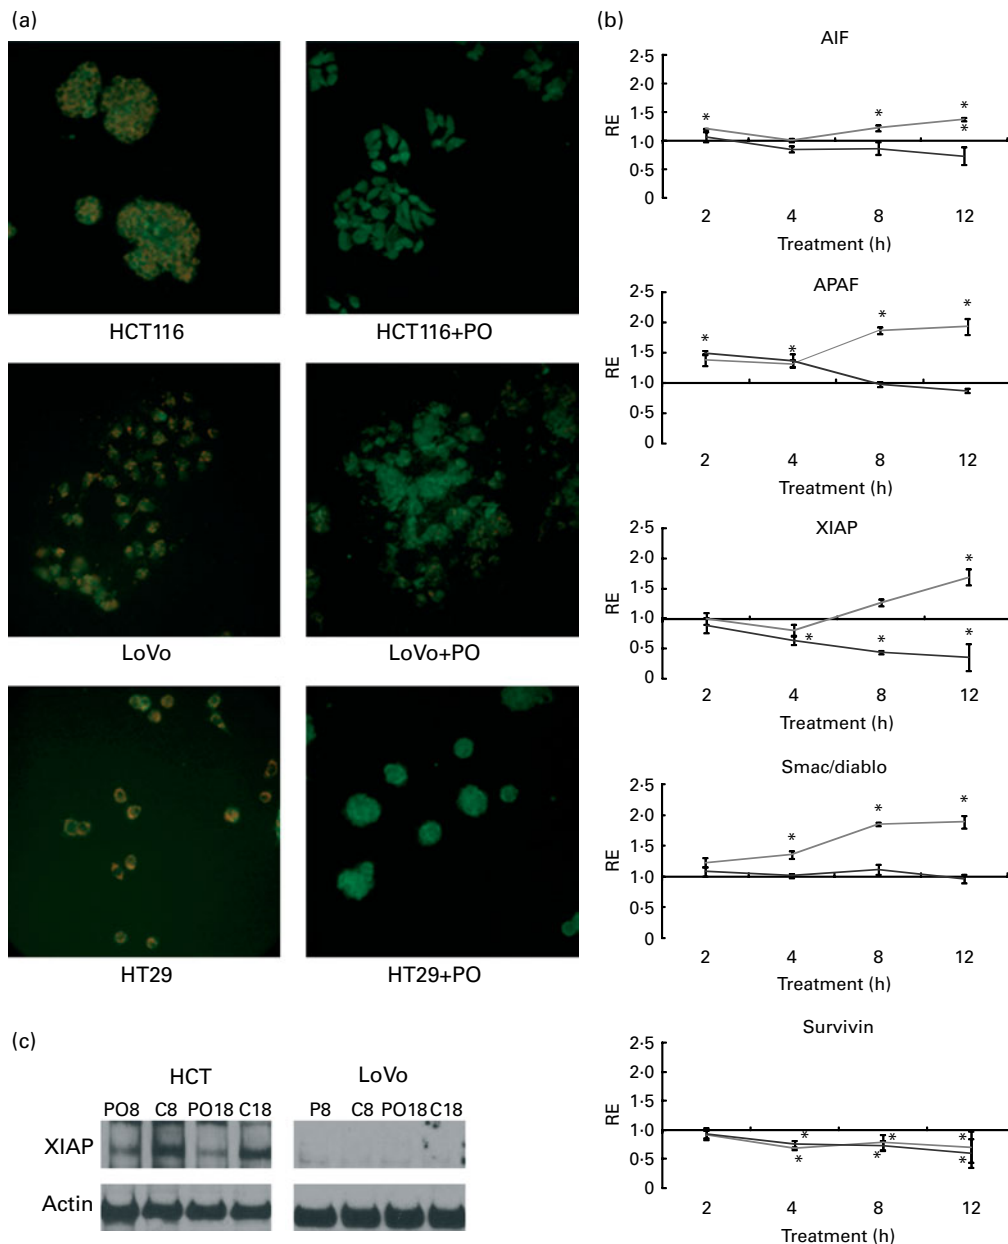 (a)
HCT116
HCT116+PO
LoVo
LoVo+PO
HT29
HT29+PO
(b)
AIF
RE
2·5
2·0
1·5
1·0
0·5
0
*
*
*
*
2 4 8 12
Treatment (h)
APAF
RE
2·5
2·0
1·5
1·0
0·5
0
*
*
*
*
2 4 8 12
Treatment (h)
XIAP
RE
2·5
2·0
1·5
1·0
0·5
0
*
*
*
*
2 4 8 12
Treatment (h)
Smac/diablo
RE
2·5
2·0
1·5
1·0
0·5
0
*
*
*
2 4 8 12
Treatment (h)
Survivin
RE
2·5
2·0
1·5
1·0
0·5
0
*
*
*
*
*
*
2 4 8 12
Treatment (h)
(c)
HCT LoVo
PO8 C8 PO18 C18 P8 C8 PO18 C18
XIAP
Actin